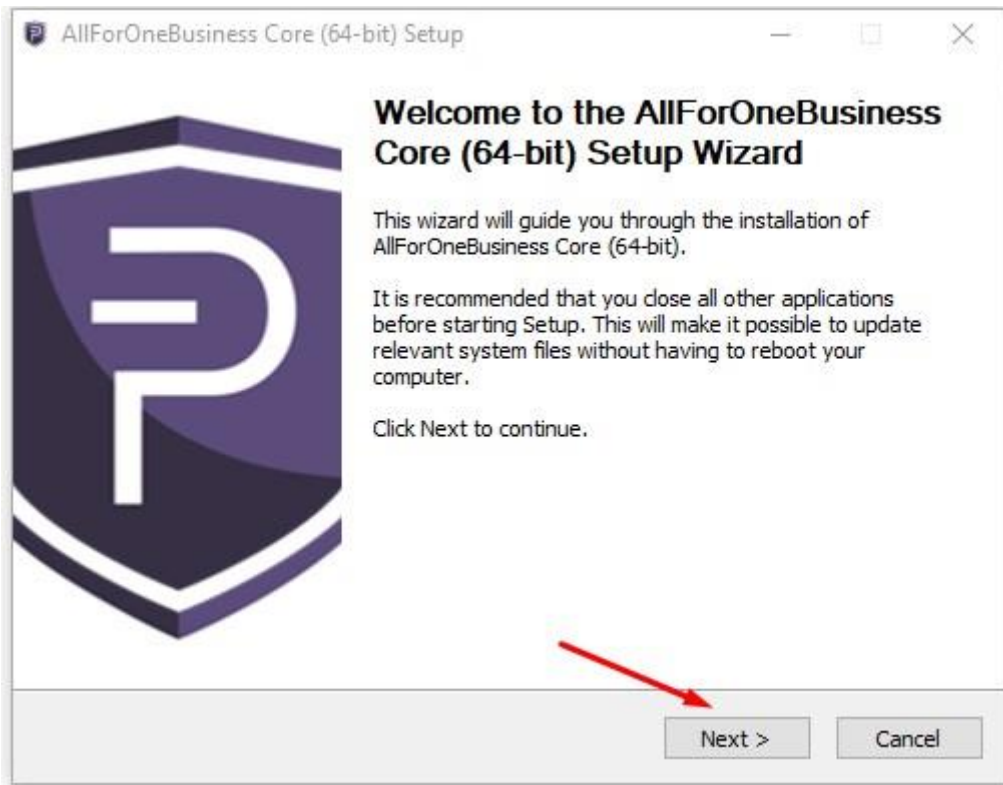 AllForOneBusiness Core (64-bit) Setup
Welcome to the AllForOneBusiness
Core (64-bit) Setup Wizard
This wizard will guide you through the installation of
AllForOneBusiness Core (64-bit).
It is recommended that you close all other applications
before starting Setup. This will make it possible to update
relevant system files without having to reboot your
computer.
Click Next to continue.
Next >
Cancel